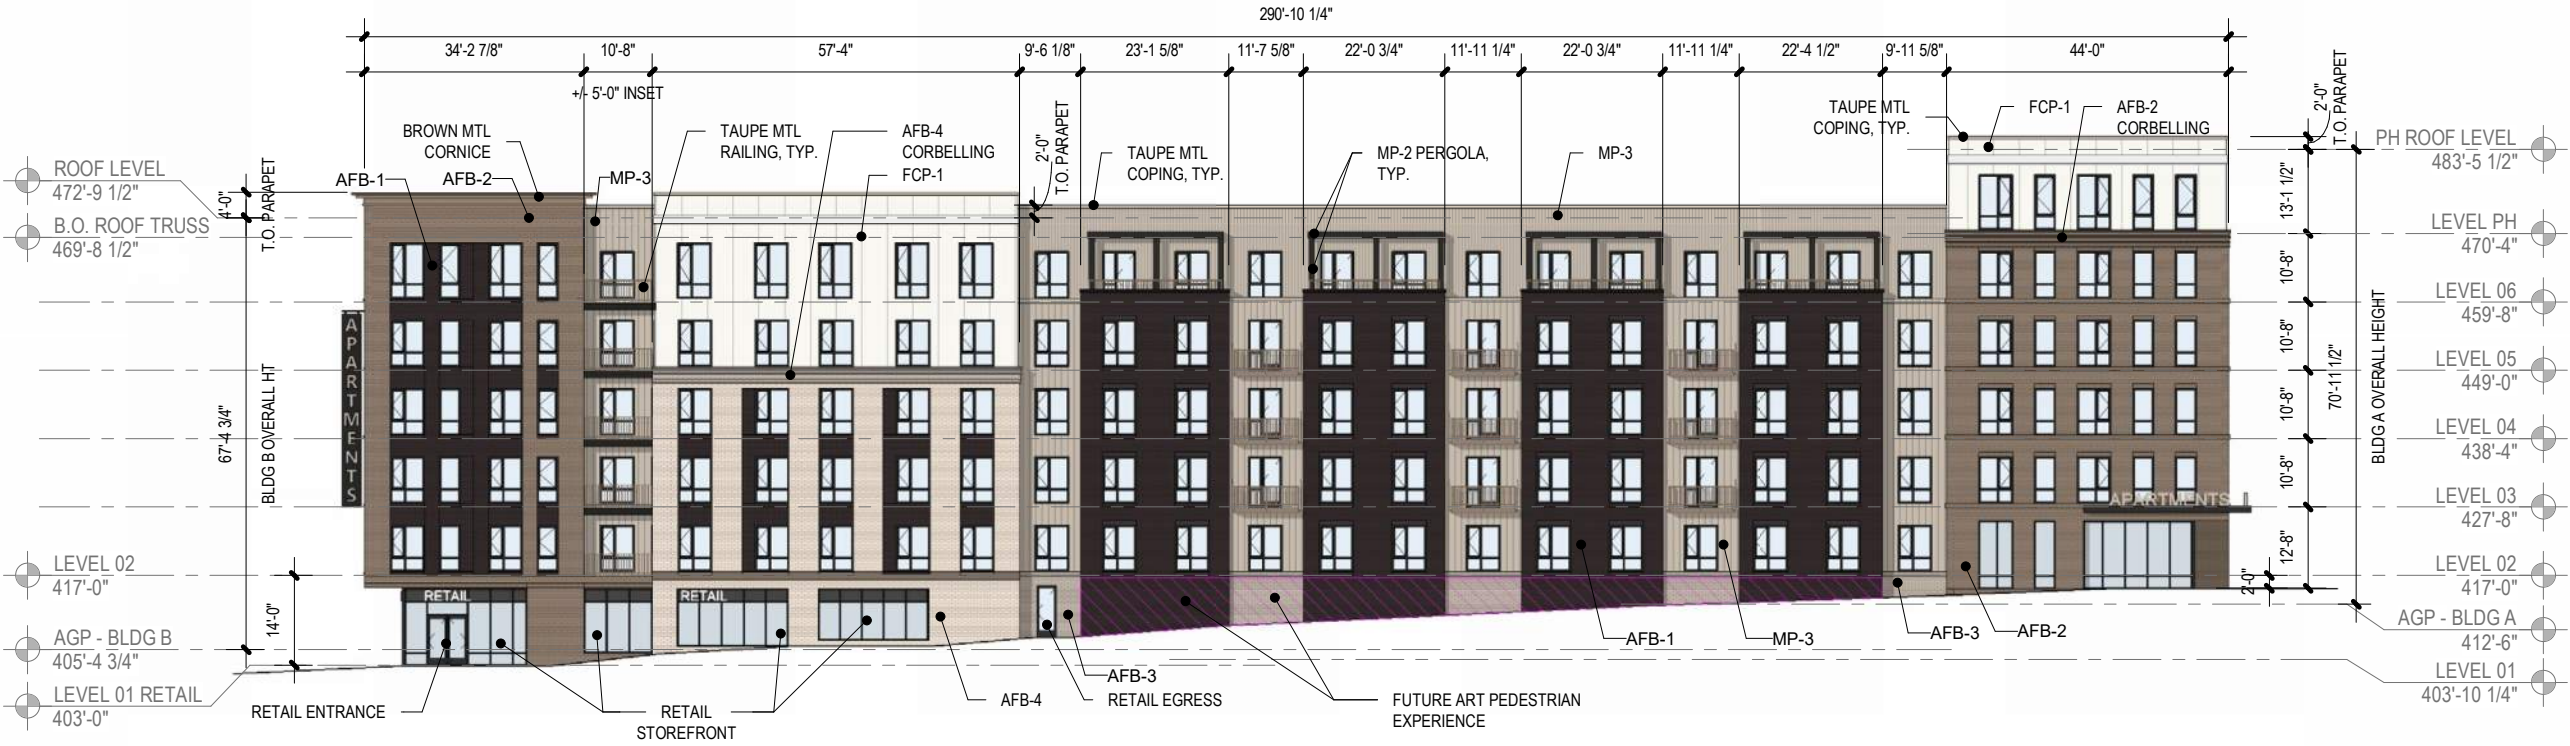 290'-10 1/4"
34'-2 7/8"
10'-8"
57'-4"
9'-6 1/8"
23'-1 5/8"
11'-7 5/8"
22'-0 3/4"
11'-11 1/4"
22'-0 3/4"
11'-11 1/4"
22'-4 1/2"
9'-11 5/8"
44'-0"
+/- 5'-0" INSET
BROWN MTL
CORNICE
TAUPE MTL
RAILING, TYP.
AFB-4
CORBELLING
FCP-1
2'-0"
T.O. PARAPET
TAUPE MTL
COPING, TYP.
MP-2 PERGOLA,
TYP.
MP-3
TAUPE MTL
COPING, TYP.
FCP-1
AFB-2
CORBELLING
2'-0"
T.O. PARAPET
ROOF LEVEL
472'-9 1/2"
B.O. ROOF TRUSS
469'-8 1/2"
4'-0"
T.O. PARAPET
AFB-1
AFB-2
MP-3
PH ROOF LEVEL
483'-5 1/2"
LEVEL PH
470'-4"
LEVEL 06
459'-8"
LEVEL 05
449'-0"
LEVEL 04
438'-4"
LEVEL 03
427'-8"
LEVEL 02
417'-0"
AGP - BLDG A
412'-6"
LEVEL 01
403'-10 1/4"
13'-1 1/2"
10'-8"
10'-8"
10'-8"
10'-8"
12'-8"
2'-0"
70'-11 1/2"
BLDG A OVERALL HEIGHT
APARTMENTS
67'-4 3/4"
BLDG B OVERALL HT
APARTMENTS
LEVEL 02
417'-0"
14'-0"
AGP - BLDG B
405'-4 3/4"
LEVEL 01 RETAIL
403'-0"
RETAIL
RETAIL
AFB-1
MP-3
AFB-3
AFB-2
AFB-3
RETAIL ENTRANCE
RETAIL
STOREFRONT
AFB-4
RETAIL EGRESS
FUTURE ART PEDESTRIAN
EXPERIENCE